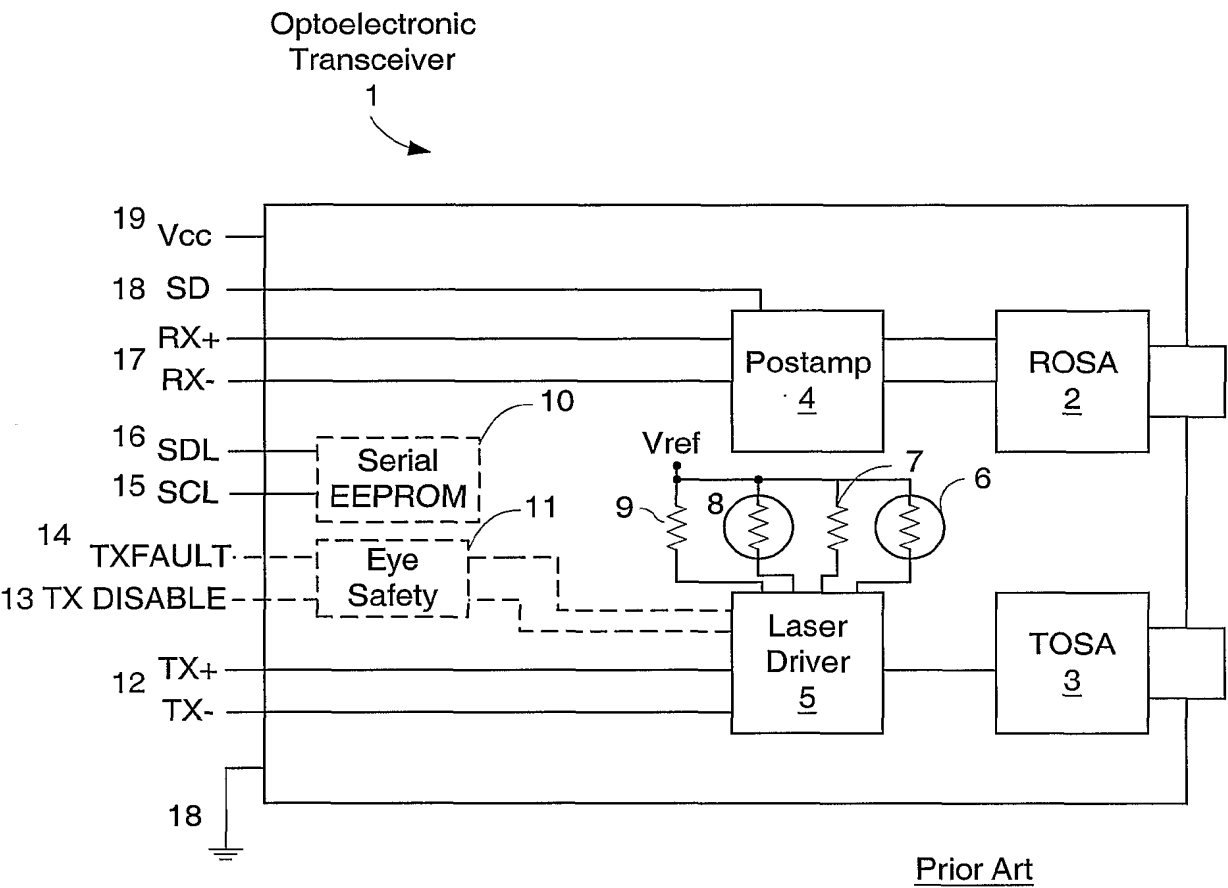 Optoelectronic
Transceiver
1
19
Vcc
18 SD
RX+
17
RX-
16
SDL
15 SCL
14
TXFAULT
13 TX DISABLE
12
TX+
TX-
18
10
Serial
EEPROM
11
Eye
Safety
Postamp
4
ROSA
2
Vref
9
8
7
6
Laser
Driver
5
TOSA
3
Prior Art